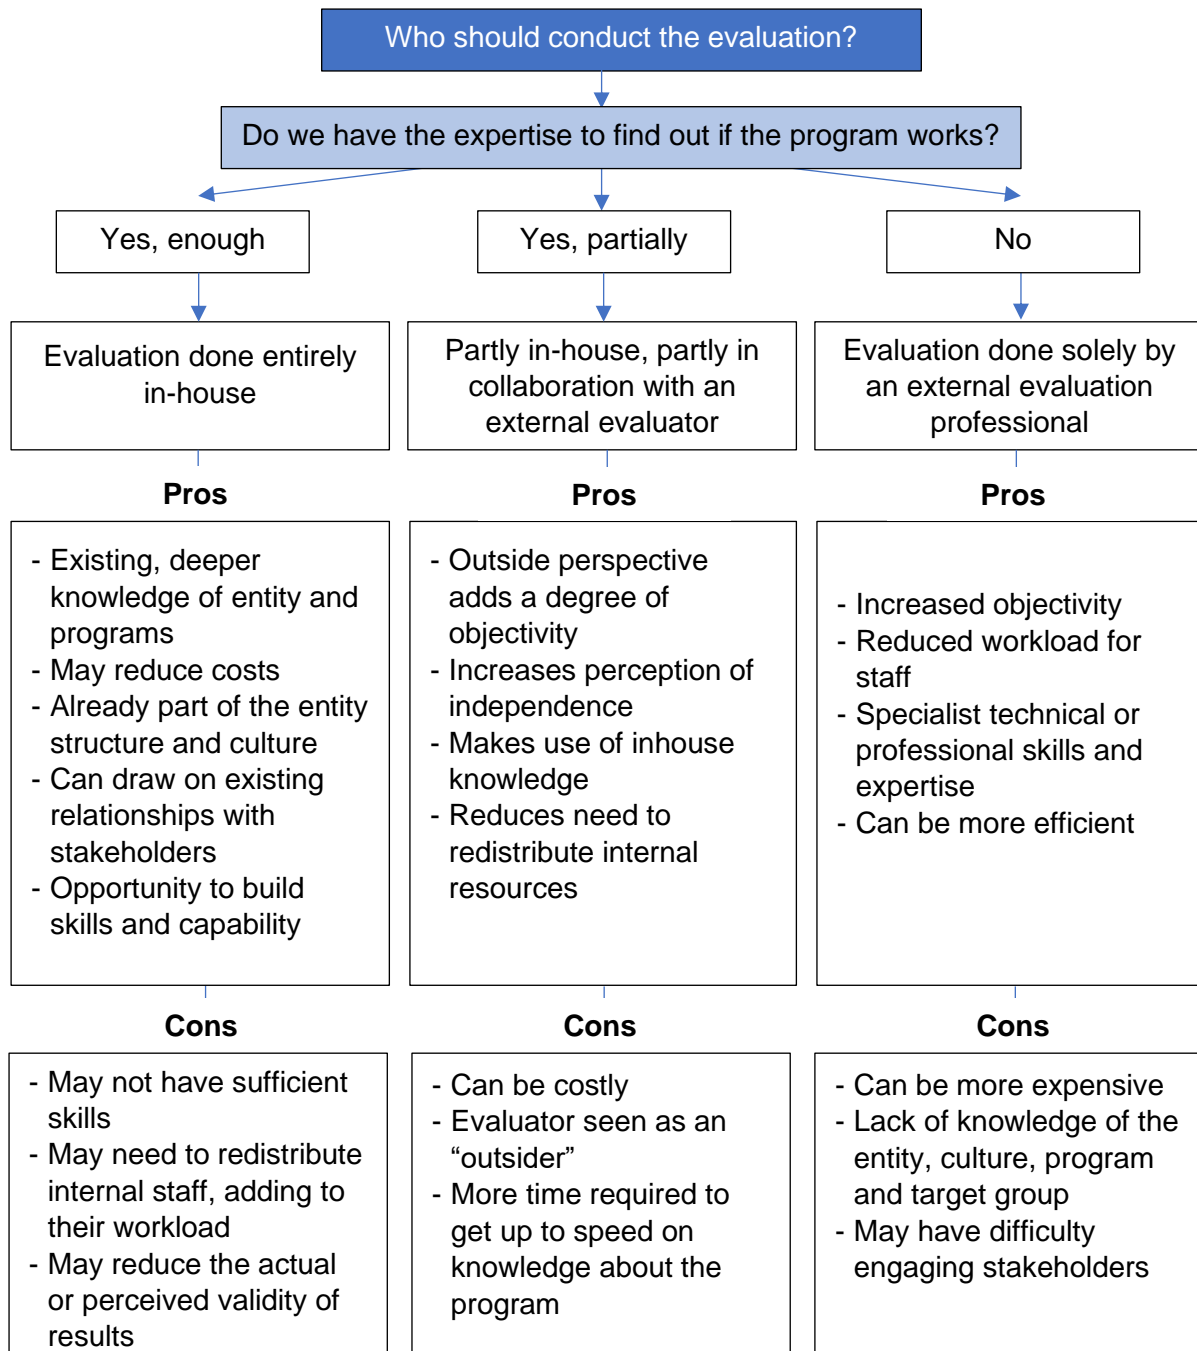 Who should conduct the evaluation?
Do we have the expertise to find out if the program works?
Yes, enough
Yes, partially
No
Evaluation done entirely
in-house
Partly in-house, partly in
collaboration with an
external evaluator
Evaluation done solely by
an external evaluation
professional
Pros
- Existing, deeper
knowledge of entity and
programs
- May reduce costs
- Already part of the entity
structure and culture
- Can draw on existing
relationships with
stakeholders
- Opportunity to build
skills and capability
Pros
- Outside perspective
adds a degree of
objectivity
- Increases perception of
independence
- Makes use of inhouse
knowledge
- Reduces need to
redistribute internal
resources
Pros
- Increased objectivity
- Reduced workload for
staff
- Specialist technical or
professional skills and
expertise
- Can be more efficient
Cons
- May not have sufficient
skills
- May need to redistribute
internal staff, adding to
their workload
- May reduce the actual
or perceived validity of
results
Cons
- Can be costly
- Evaluator seen as an
“outsider”
- More time required to
get up to speed on
knowledge about the
program
Cons
- Can be more expensive
- Lack of knowledge of the
entity, culture, program
and target group
- May have difficulty
engaging stakeholders